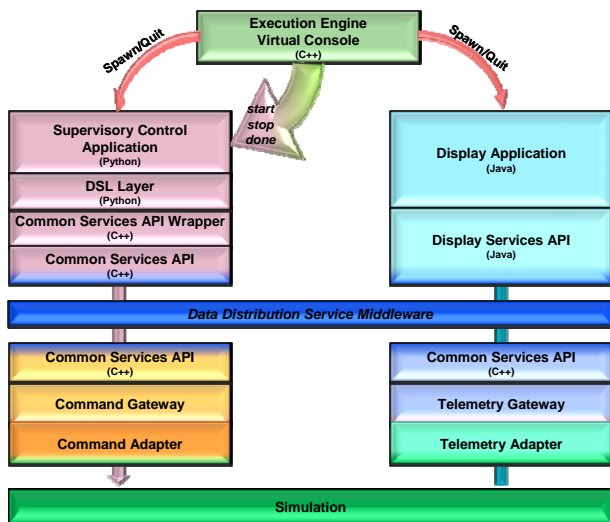 Execution Engine
Virtual Console
(C++)
Spawn/Quit
Spawn/Quit
start
stop
done
Supervisory Control
Application
(Python)
DSL Layer
(Python)
Common Services API Wrapper
(C++)
Common Services API
(C++)
Display Application
(Java)
Display Services API
(Java)
Data Distribution Service Middleware
Common Services API
(C++)
Command Gateway
Command Adapter
Common Services API
(C++)
Telemetry Gateway
Telemetry Adapter
Simulation